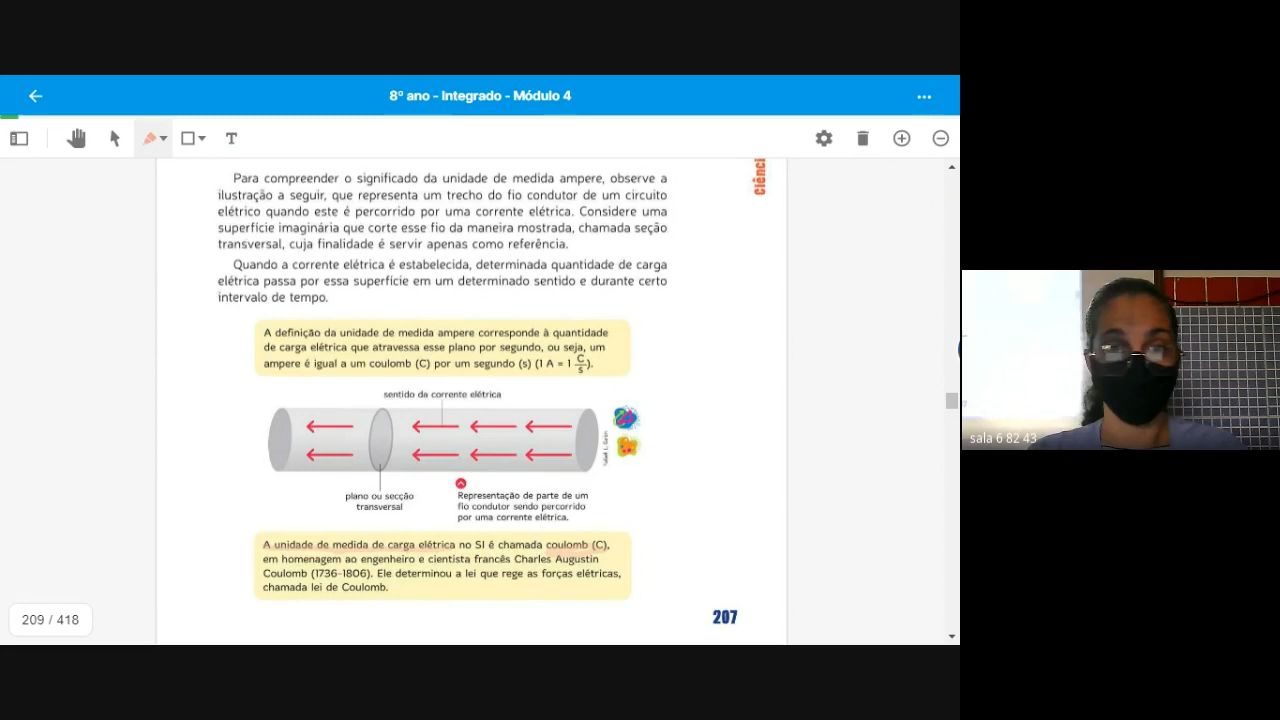 8º ano - Integrado - Módulo 4
...
T
Ciênci
Para compreender o significado da unidade de medida ampere, observe a
ilustração a seguir, que representa um trecho do fio condutor de um circuito
elétrico quando este é percorrido por uma corrente elétrica. Considere uma
superfície imaginária que corte esse fio da maneira mostrada, chamada seção
transversal, cuja finalidade é servir apenas como referência.
Quando a corrente elétrica é estabelecida, determinada quantidade de carga
elétrica passa por essa superfície em um determinado sentido e durante certo
intervalo de tempo.
A definição da unidade de medida ampere corresponde à quantidade
de carga elétrica que atravessa esse plano por segundo, ou seja, um
ampere é igual a um coulomb (C) por um segundo (s) (1 A = 1 C/s).
sentido da corrente elétrica
plano ou secção
transversal
Representação de parte de um
fio condutor sendo percorrido
por uma corrente elétrica.
A unidade de medida de carga elétrica no SI é chamada coulomb (C),
em homenagem ao engenheiro e cientista francês Charles Augustin
Coulomb (1736-1806). Ele determinou a lei que rege as forças elétricas,
chamada lei de Coulomb.
209 / 418
207
sala 6 82 43